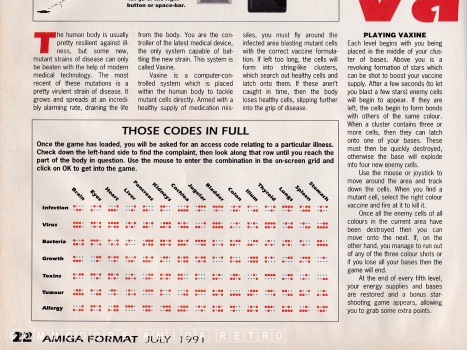 button or space-bar.
Va
The human body is usually
pretty resilient against ill-
ness, but some new,
mutant strains of disease can only
be beaten with the help of modern
medical technology. The most
recent of these mutations is a
pretty virulent strain of disease. It
grows and spreads at an incredi-
bly alarming rate, draining the life
from the body. You are the con-
troller of the latest medical device,
the only system capable of bat-
tling the new strain. This system is
called Vaxine.
Vaxine is a computer-con-
trolled system which is placed
within the human body to tackle
mutant cells directly. Armed with a
healthy supply of medication mis-
siles, you must fly around the
infected area blasting mutant cells
with the correct vaccine formula-
tion. If left too long, the cells will
form into string-like clusters,
which search out healthy cells and
latch onto them. If these aren't
caught in time, then the body
loses healthy cells, slipping further
into the grip of disease.
PLAYING VAXINE
Each level begins with you being
placed in the middle of your clus-
ter of bases. Above you is a
revolving formation of stars which
can be shot to boost your vaccine
supply. After a few seconds (to let
you blast a few stars) enemy cells
will begin to appear. If they are
left, the cells begin to form bonds
with others of the same colour.
When a cluster contains three or
more cells, then they can latch
onto one of your bases. These
must then be quickly destroyed,
otherwise the base will explode
into four new enemy cells.
Use the mouse or joystick to
move around the area and track
down the cells. When you find a
mutant cell, select the right colour
vaccine and fire at it to kill it.
Once all the enemy cells of all
colours in the current area have
been destroyed then you can
move onto the next. If, on the
other hand, you manage to run out
of any of the three colour shots or
if you lose all your bases then the
game will end.
At the end of every fifth level,
your energy supplies and bases
are restored and a bonus star-
shooting game appears, allowing
you to grab some extra points.
THOSE CODES IN FULL
Once the game has loaded, you will be asked for an access code relating to a particular illness.
Check down the left-hand side to find the complaint, then look along that row until you reach the
part of the body in question. Use the mouse to enter the combination in the on-screen grid and
click on OK to get into the game.
Brain Eyes Heart Liver Pancreas Kidneys Cochlea Jugular Bladder Colon Ileum Thyroid Lungs Spleen Stomach
Infection
Virus
Bacteria
Growth
Toxins
Tumour
Allergy
22 AMIGA FORMAT JULY 1991